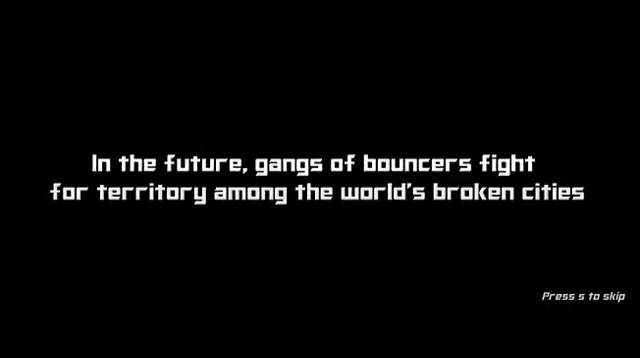 In the future, gangs of bouncers fight
for territory among the world's broken cities
Press s to skip